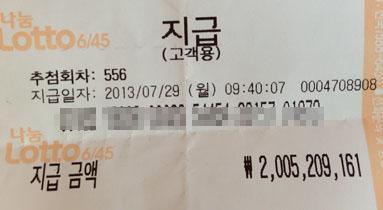 나눔
Lotto 6/45
지급
(고객용)
추첨회차: 556
지급일자: 2013/07/29 (월) 09:40:07 0004708908
나눔
Lotto 6/45
지급 금액 ₩ 2,005,209,161